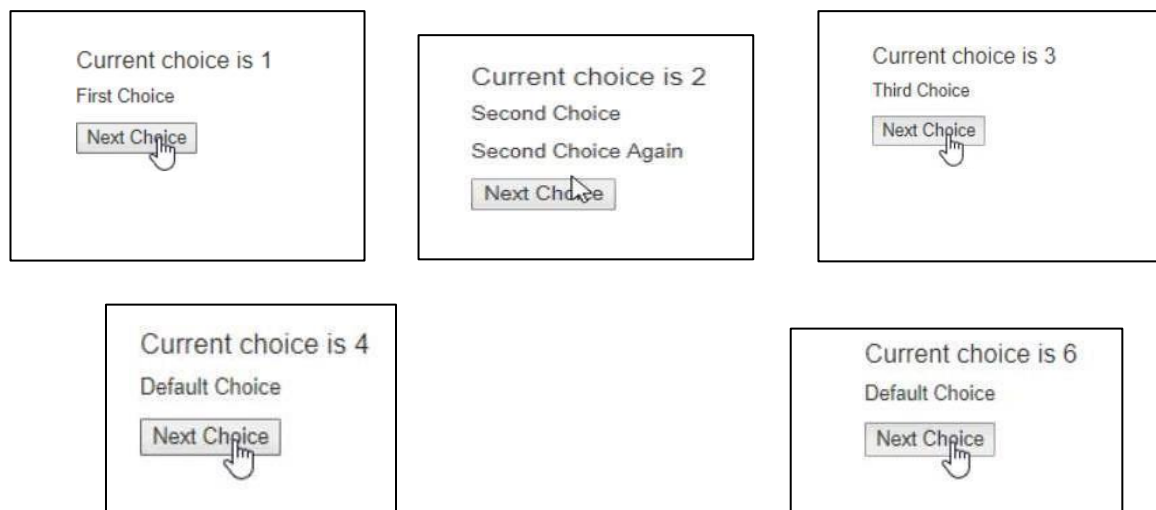 Current choice is 1
First Choice
Next Choice
Current choice is 2
Second Choice
Second Choice Again
Next Choice
Current choice is 3
Third Choice
Next Choice
Current choice is 4
Default Choice
Next Choice
Current choice is 6
Default Choice
Next Choice